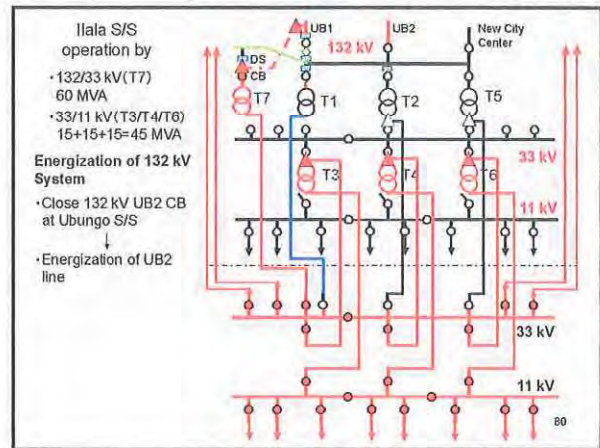 Ilala S/S
operation by
・132/33 kV(T7)
60 MVA
・33/11 kV(T3/T4/T6)
15+15+15=45 MVA
Energization of 132 kV
System
・Close 132 kV UB2 CB
at Ubungo S/S
・Energization of UB2
line
UB1
UB2
New City
Center
132 kV
DS
CB
T7
T1
T2
T5
33 kV
T3
T4
T6
11 kV
33 kV
11 kV
80